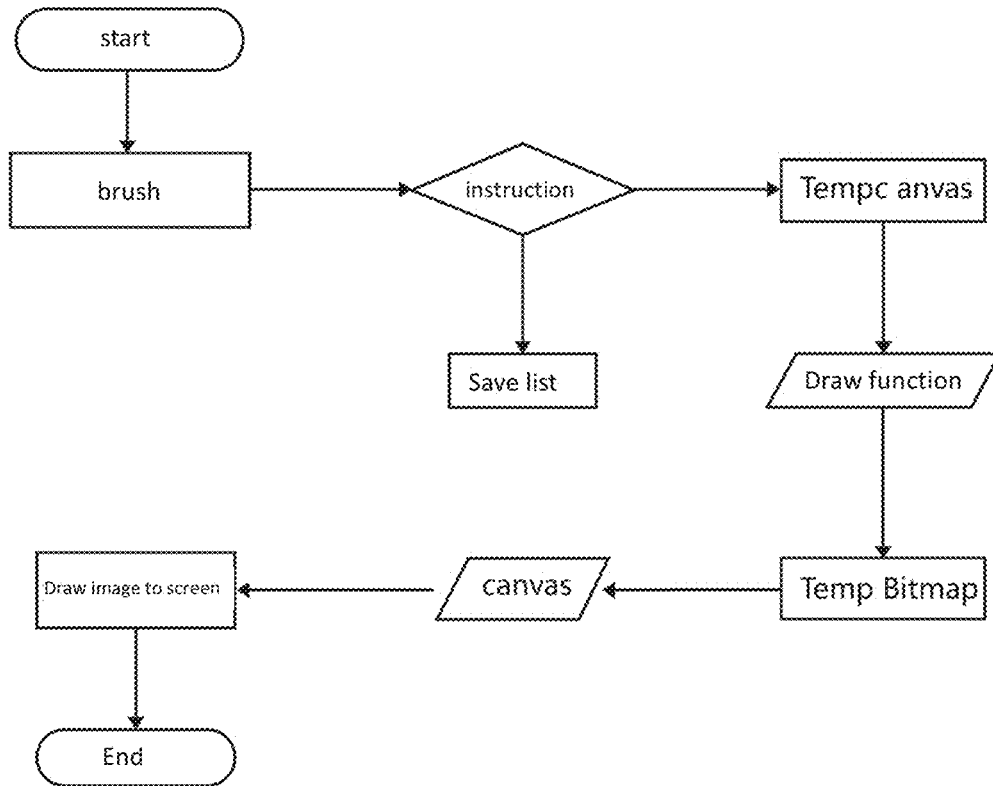 start
brush
instruction
Tempc anvas
Save list
Draw function
Draw image to screen
canvas
Temp Bitmap
End